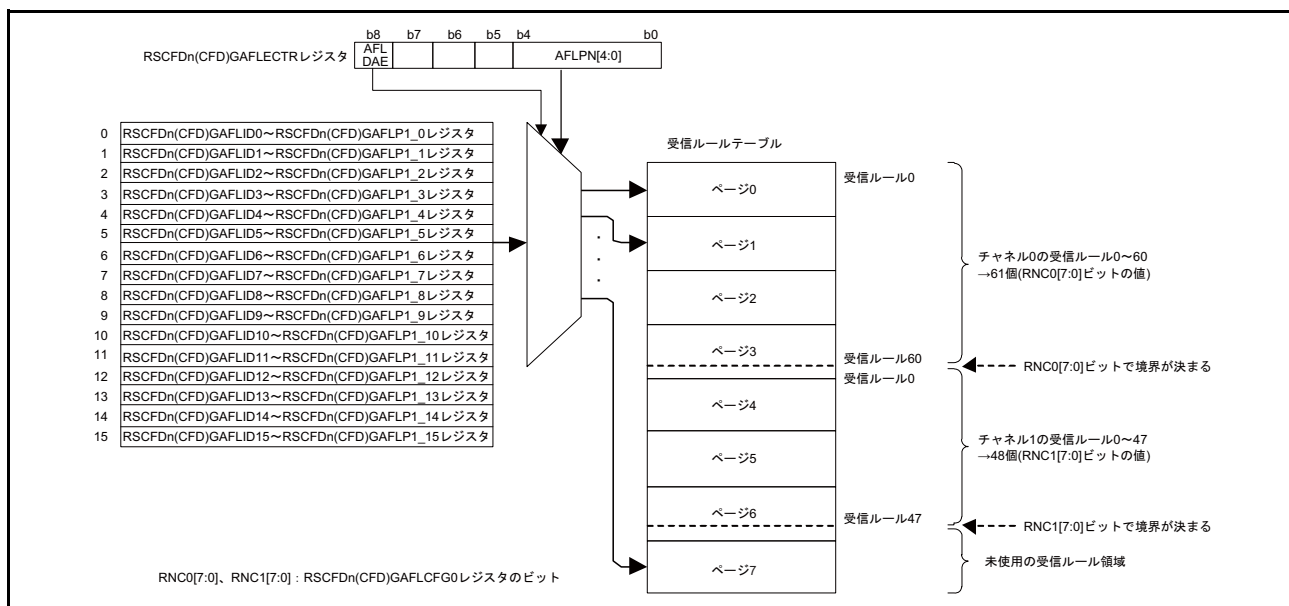 b8 b7 b6 b5 b4 b0
RSCFDn(CFD)GAFLECTRレジスタ
AFL
DAE
AFLPN[4:0]
0 RSCFDn(CFD)GAFLID0～RSCFDn(CFD)GAFLP1_0レジスタ
1 RSCFDn(CFD)GAFLID1～RSCFDn(CFD)GAFLP1_1レジスタ
2 RSCFDn(CFD)GAFLID2～RSCFDn(CFD)GAFLP1_2レジスタ
3 RSCFDn(CFD)GAFLID3～RSCFDn(CFD)GAFLP1_3レジスタ
4 RSCFDn(CFD)GAFLID4～RSCFDn(CFD)GAFLP1_4レジスタ
5 RSCFDn(CFD)GAFLID5～RSCFDn(CFD)GAFLP1_5レジスタ
6 RSCFDn(CFD)GAFLID6～RSCFDn(CFD)GAFLP1_6レジスタ
7 RSCFDn(CFD)GAFLID7～RSCFDn(CFD)GAFLP1_7レジスタ
8 RSCFDn(CFD)GAFLID8～RSCFDn(CFD)GAFLP1_8レジスタ
9 RSCFDn(CFD)GAFLID9～RSCFDn(CFD)GAFLP1_9レジスタ
10 RSCFDn(CFD)GAFLID10～RSCFDn(CFD)GAFLP1_10レジスタ
11 RSCFDn(CFD)GAFLID11～RSCFDn(CFD)GAFLP1_11レジスタ
12 RSCFDn(CFD)GAFLID12～RSCFDn(CFD)GAFLP1_12レジスタ
13 RSCFDn(CFD)GAFLID13～RSCFDn(CFD)GAFLP1_13レジスタ
14 RSCFDn(CFD)GAFLID14～RSCFDn(CFD)GAFLP1_14レジスタ
15 RSCFDn(CFD)GAFLID15～RSCFDn(CFD)GAFLP1_15レジスタ
受信ルールテーブル
ページ0
ページ1
ページ2
ページ3
ページ4
ページ5
ページ6
ページ7
受信ルール0
受信ルール60
受信ルール0
受信ルール47
チャネル0の受信ルール0～60
→61個(RNC0[7:0]ビットの値)
RNC0[7:0]ビットで境界が決まる
チャネル1の受信ルール0～47
→48個(RNC1[7:0]ビットの値)
RNC1[7:0]ビットで境界が決まる
未使用の受信ルール領域
RNC0[7:0]、RNC1[7:0]：RSCFDn(CFD)GAFLCFG0レジスタのビット